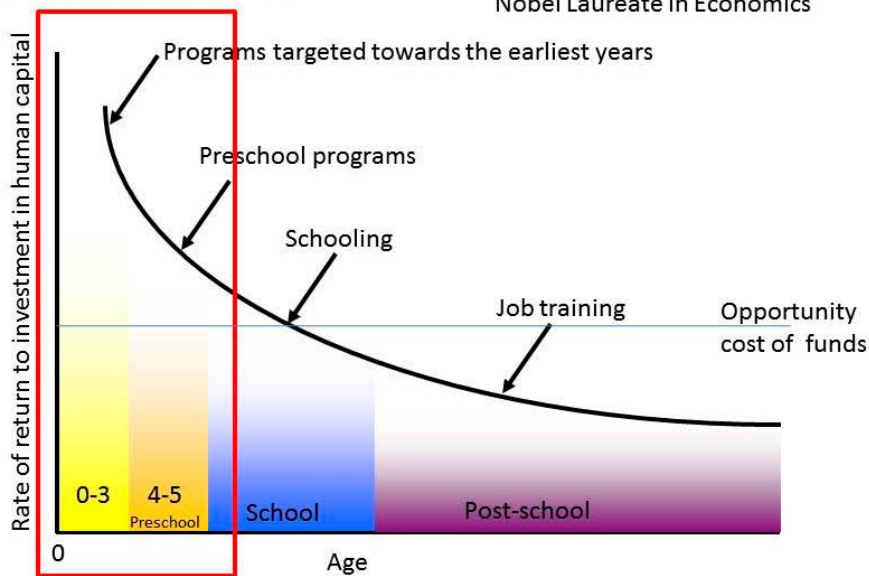 Nobel Laureate in Economics
Rate of return to investment in human capital
Programs targeted towards the earliest years
Preschool programs
Schooling
Job training
Opportunity
cost of funds
0-3
4-5
Preschool
School
Post-school
0
Age